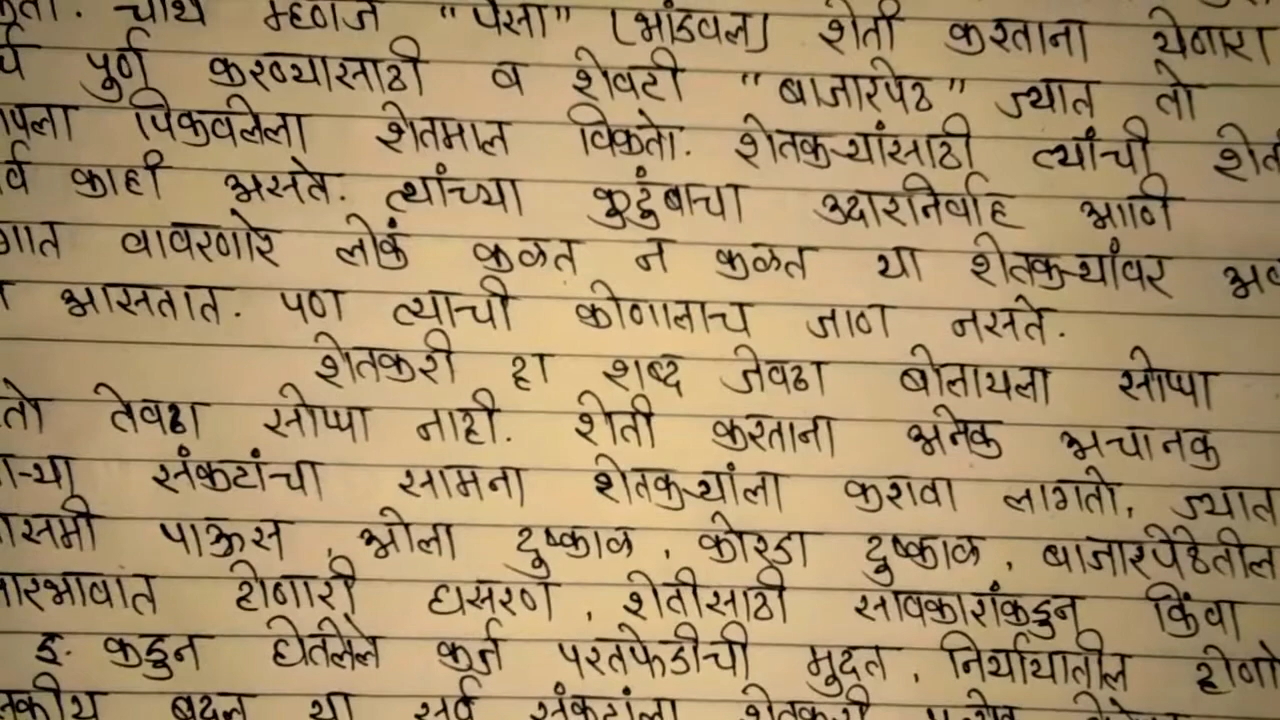 चौथे म्हणजे "पैसा" (भांडवल) शेती करताना येणारा
पुर्ण करण्यासाठी व शेवटी "बाजारपेठ" ज्यात तो
पिकवलेला शेतमाल विकतो. शेतकऱ्यांसाठी त्यांची
काही असते. त्यांच्या कुटुंबाचा उदारनिर्वाह आणि
वावरणारे लोकं कळत न कळत या शेतकऱ्यांवर
आसतात. पण त्याची कोणालाच जाण नसते.
शेतकरी हा शब्द जेवढा बोलायला सोप्पा
तो तेवढा सोप्पा नाही. शेती करताना अनेक अचानक
संकटांचा सामना शेतकऱ्यांला करावा लागतो, ज्यात
पाऊस, ओला दुष्काळ, कोरडा दुष्काळ, बाजारपेठेतील
होणारी घसरण, शेतीसाठी सावकारांकडुन किंवा
इ. कडुन घेतलेले कर्ज परतफेडीची मुदत, निर्यायातील
बदल या सर्व संकटांला शेतकरी